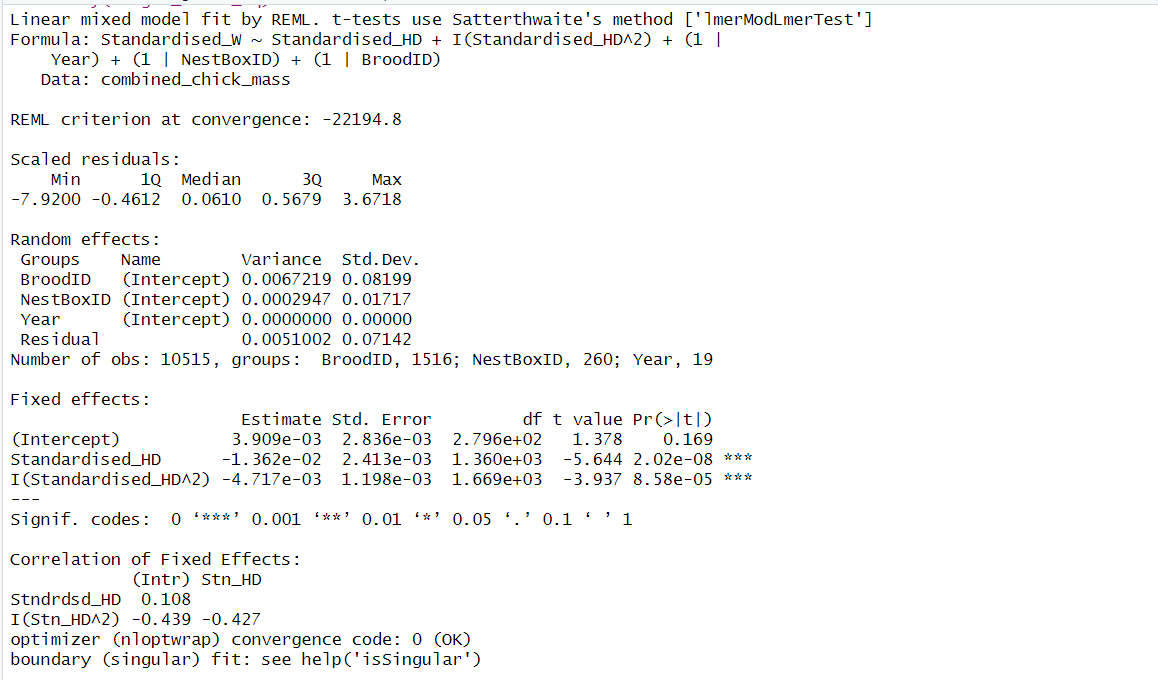 Linear mixed model fit by REML. t-tests use Satterthwaite's method ['lmerModLmerTest']
Formula: Standardised_W ~ Standardised_HD + I(Standardised_HD^2) + (1 |
    Year) + (1 | NestBoxID) + (1 | BroodID)
   Data: combined_chick_mass

REML criterion at convergence: -22194.8

Scaled residuals:
    Min      1Q  Median      3Q     Max
-7.9200 -0.4612  0.0610  0.5679  3.6718

Random effects:
 Groups    Name        Variance  Std.Dev.
 BroodID   (Intercept) 0.0067219 0.08199
 NestBoxID (Intercept) 0.0002947 0.01717
 Year      (Intercept) 0.0000000 0.00000
 Residual              0.0051002 0.07142
Number of obs: 10515, groups:  BroodID, 1516; NestBoxID, 260; Year, 19

Fixed effects:
                       Estimate Std. Error         df t value Pr(>|t|)
(Intercept)           3.909e-03  2.836e-03  2.796e+02   1.378    0.169
Standardised_HD      -1.362e-02  2.413e-03  1.360e+03  -5.644 2.02e-08 ***
I(Standardised_HD^2) -4.717e-03  1.198e-03  1.669e+03  -3.937 8.58e-05 ***
---
Signif. codes:  0 ‘***’ 0.001 ‘**’ 0.01 ‘*’ 0.05 ‘.’ 0.1 ‘ ’ 1

Correlation of Fixed Effects:
            (Intr) Stn_HD
Stndrdsd_HD  0.108
I(Stn_HD^2) -0.439 -0.427
optimizer (nloptwrap) convergence code: 0 (OK)
boundary (singular) fit: see help('isSingular')